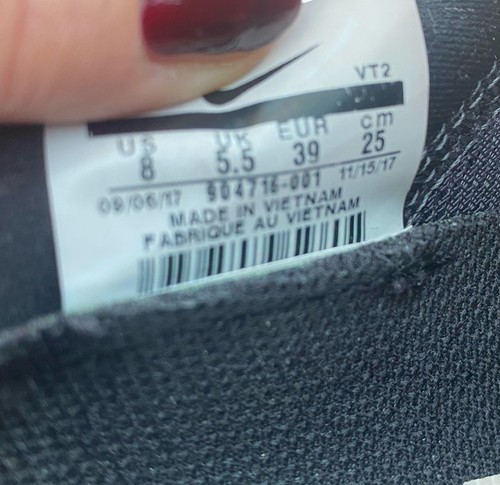 VT2
US UK EUR cm
8 5.5 39 25
09/06/17 904716-001 11/15/17
MADE IN VIETNAM
FABRIQUE AU VIETNAM